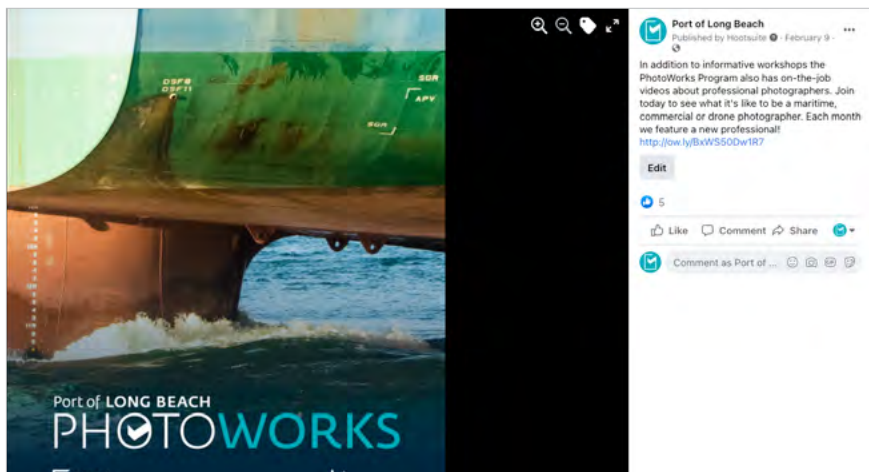 DSF8
DSF11
SGR
APV
SGR
Port of LONG BEACH
PHOTOWORKS
Port of Long Beach
Published by Hootsuite · February 9 ·
In addition to informative workshops the
PhotoWorks Program also has on-the-job
videos about professional photographers. Join
today to see what it's like to be a maritime,
commercial or drone photographer. Each month
we feature a new professional!
http://ow.ly/BxWS50Dw1R7
Edit
5
Like Comment Share
Comment as Port of ...